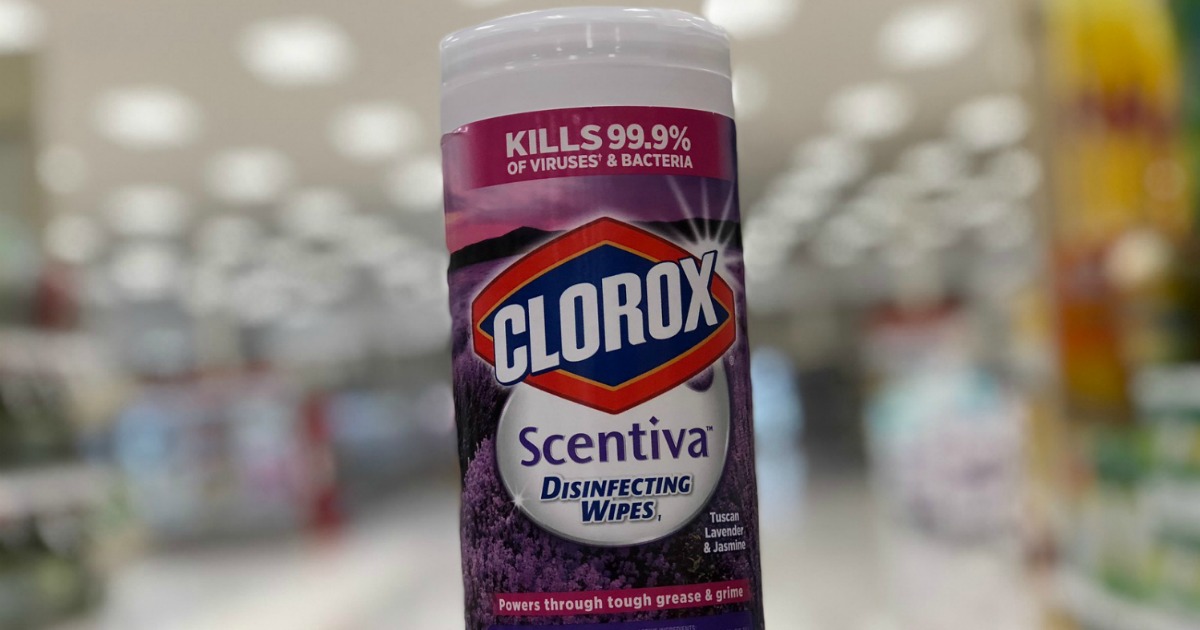 KILLS 99.9%
OF VIRUSES† & BACTERIA
CLOROX
Scentiva™
DISINFECTING
WIPES
Tuscan
Lavender
& Jasmine
Powers through tough grease & grime